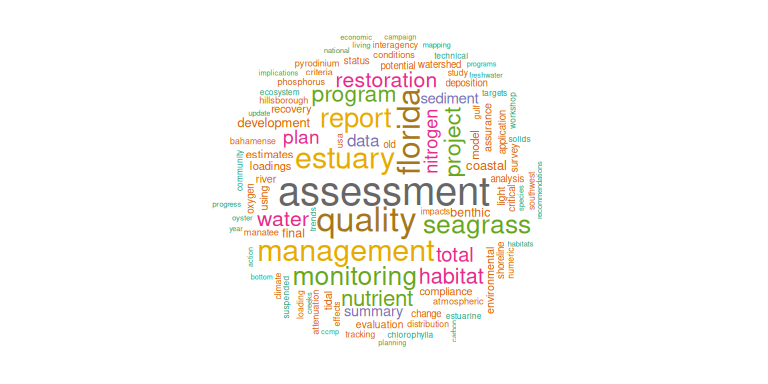 economic campaign
living interagency mapping
national
conditions technical
pyrodinium status potential watershed programs
implications criteria study freshwater
phosphorus restoration deposition
ecosystem program targets
hillsborough sediment
update recovery report florida nitrogen project gulf assurance application workshop
development
bahamense plan usa data old model survey solids
community estimates estuary coastal
loadings
river analysis southwest
oxygen using assessment light critical species recommendations
progress
oyster water trends quality impacts benthic
year manatee final seagrass
action management total habitats
environmental shoreline numeric
bottom climate monitoring habitat
suspended compliance
loading creeks tidal nutrient atmospheric
attenuation effects summary change estuarine
evaluation distribution
tracking ccmp chlorophylla carbon
planning